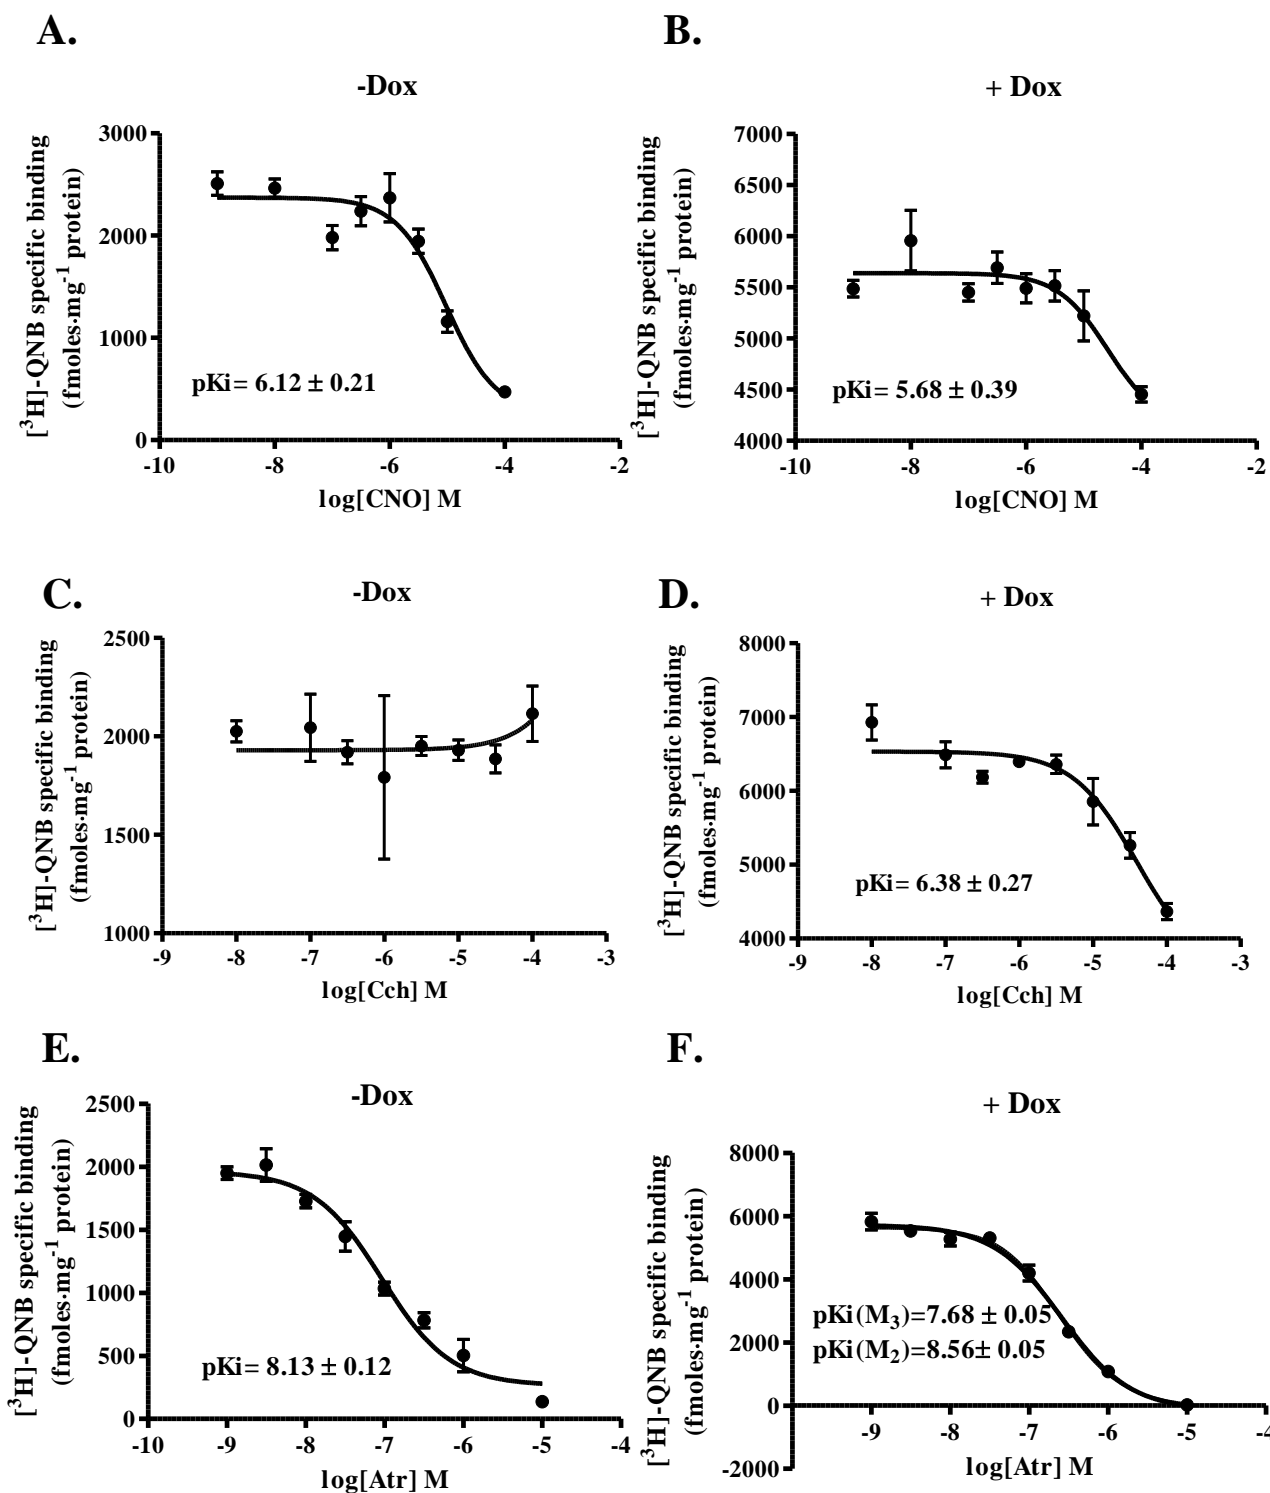 A.
-Dox
[³H]-QNB specific binding
(fmoles·mg⁻¹ protein)
3000
2000
1000
0
pKi= 6.12 ± 0.21
-10 -8 -6 -4 -2
log[CNO] M
B.
+ Dox
[³H]-QNB specific binding
(fmoles·mg⁻¹ protein)
7000
6500
6000
5500
5000
4500
4000
pKi= 5.68 ± 0.39
-10 -8 -6 -4 -2
log[CNO] M
C.
-Dox
[³H]-QNB specific binding
(fmoles·mg⁻¹ protein)
2500
2000
1500
1000
-9 -8 -7 -6 -5 -4 -3
log[Cch] M
D.
+ Dox
[³H]-QNB specific binding
(fmoles·mg⁻¹ protein)
8000
7000
6000
5000
4000
pKi= 6.38 ± 0.27
-9 -8 -7 -6 -5 -4 -3
log[Cch] M
E.
-Dox
[³H]-QNB specific binding
(fmoles·mg⁻¹ protein)
2500
2000
1500
1000
500
0
pKi= 8.13 ± 0.12
-10 -9 -8 -7 -6 -5 -4
log[Atr] M
F.
+ Dox
[³H]-QNB specific binding
(fmoles·mg⁻¹ protein)
8000
6000
4000
2000
0
-2000
pKi(M₃)=7.68 ± 0.05
pKi(M₂)=8.56± 0.05
-9 -8 -7 -6 -5 -4
log[Atr] M